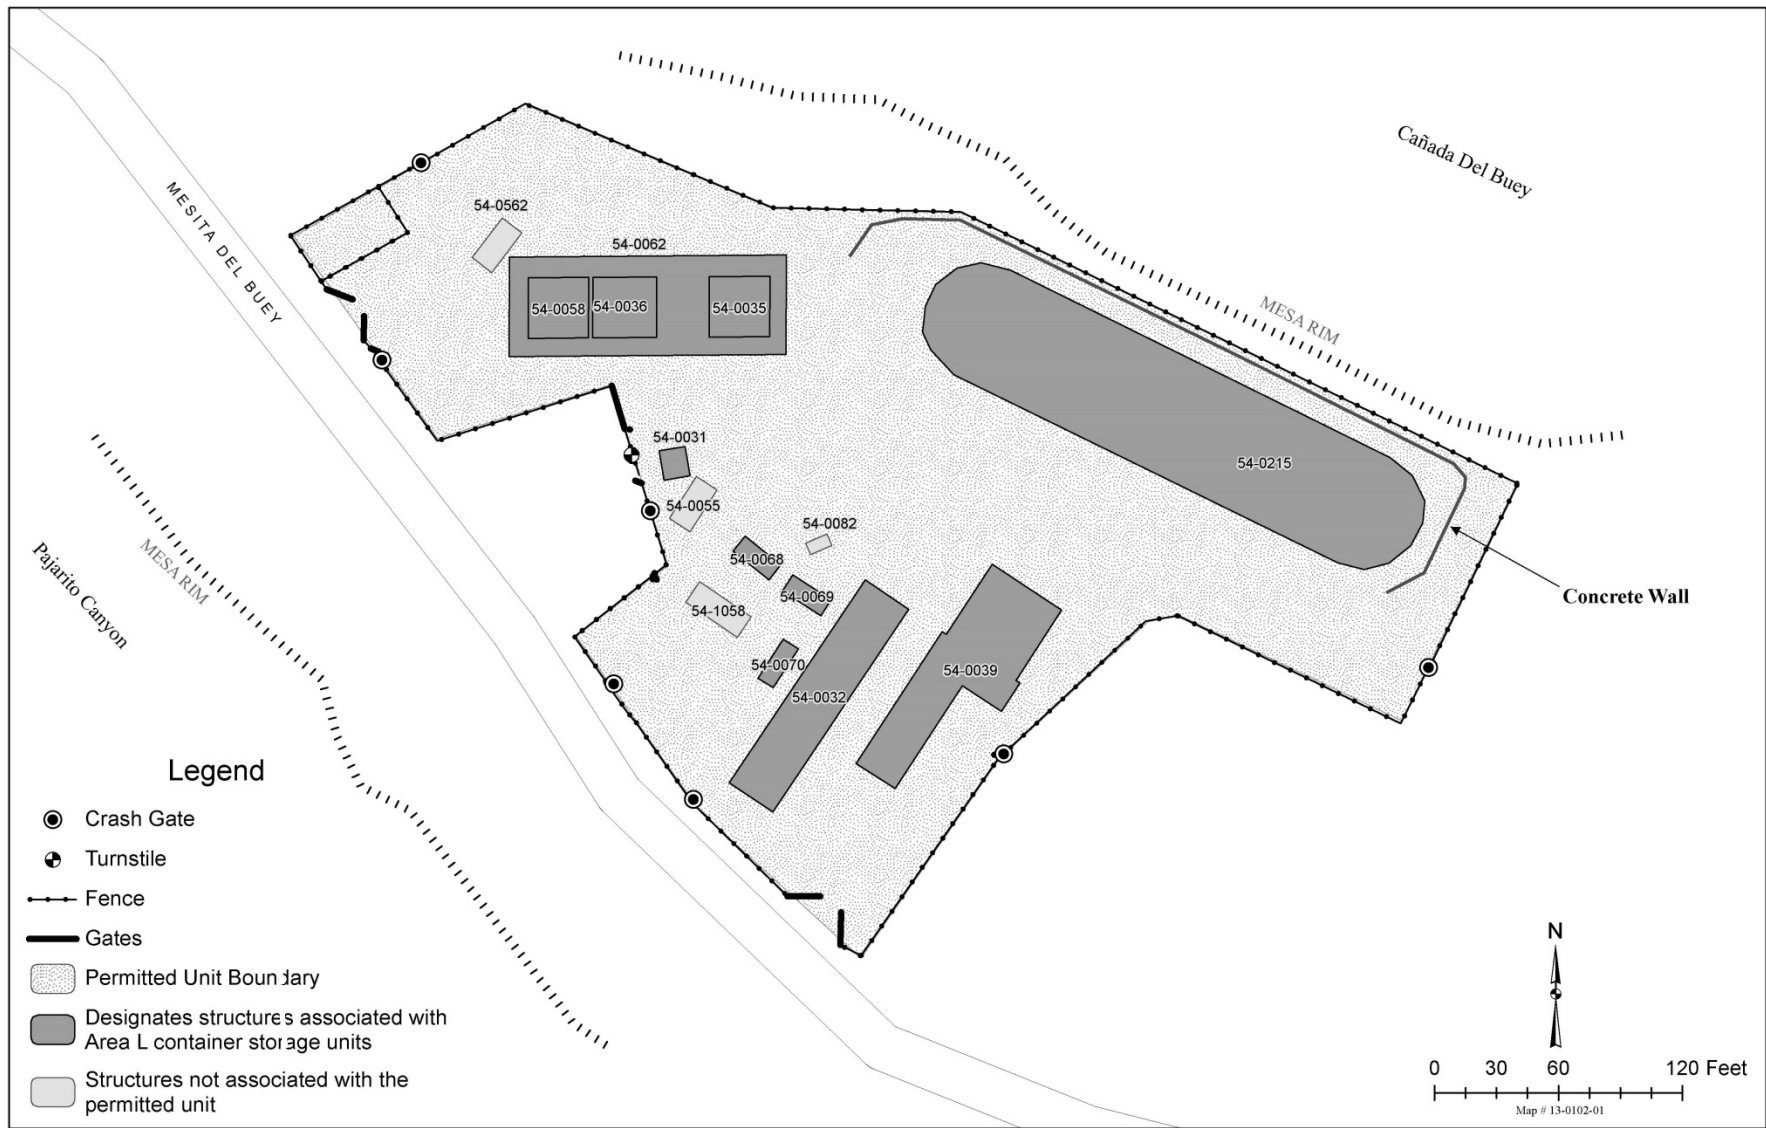 Cañada Del Buey
MESITA DEL BUEY
54-0562
54-0062
54-0058
54-0036
54-0035
MESA RIM
54-0031
54-0215
54-0055
54-0082
54-0068
54-0069
54-1058
54-0070
54-0032
54-0039
Concrete Wall
MESA RIM
Pajarito Canyon
Legend
Crash Gate
Turnstile
Fence
Gates
Permitted Unit Boundary
Designates structures associated with
Area L container storage units
Structures not associated with the
permitted unit
N
0 30 60 120 Feet
Map # 13-0102-01